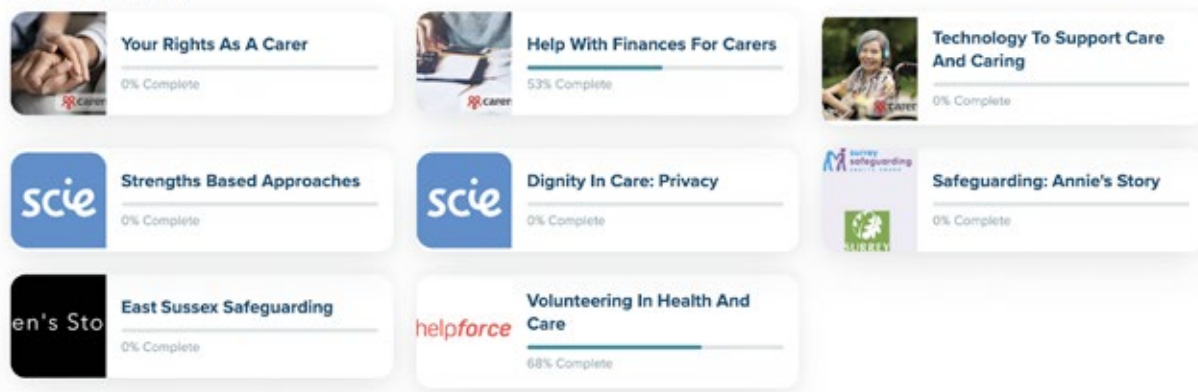 Your Rights As A Carer
0% Complete
carer
Help With Finances For Carers
53% Complete
carer
Technology To Support Care
And Caring
0% Complete
carer
scie
Strengths Based Approaches
0% Complete
scie
Dignity In Care: Privacy
0% Complete
surrey
safeguarding
SURREY
Safeguarding: Annie's Story
0% Complete
en's Sto
East Sussex Safeguarding
0% Complete
helpforce
Volunteering In Health And
Care
68% Complete